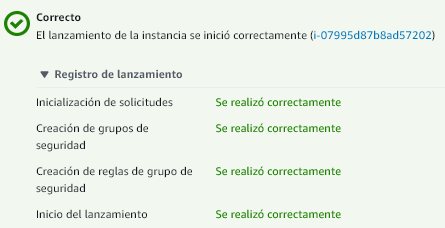 Correcto
El lanzamiento de la instancia se inició correctamente (i-07995d87b8ad57202)
Registro de lanzamiento
Inicialización de solicitudes Se realizó correctamente
Creación de grupos de Se realizó correctamente
seguridad
Creación de reglas de grupo de Se realizó correctamente
seguridad
Inicio del lanzamiento Se realizó correctamente